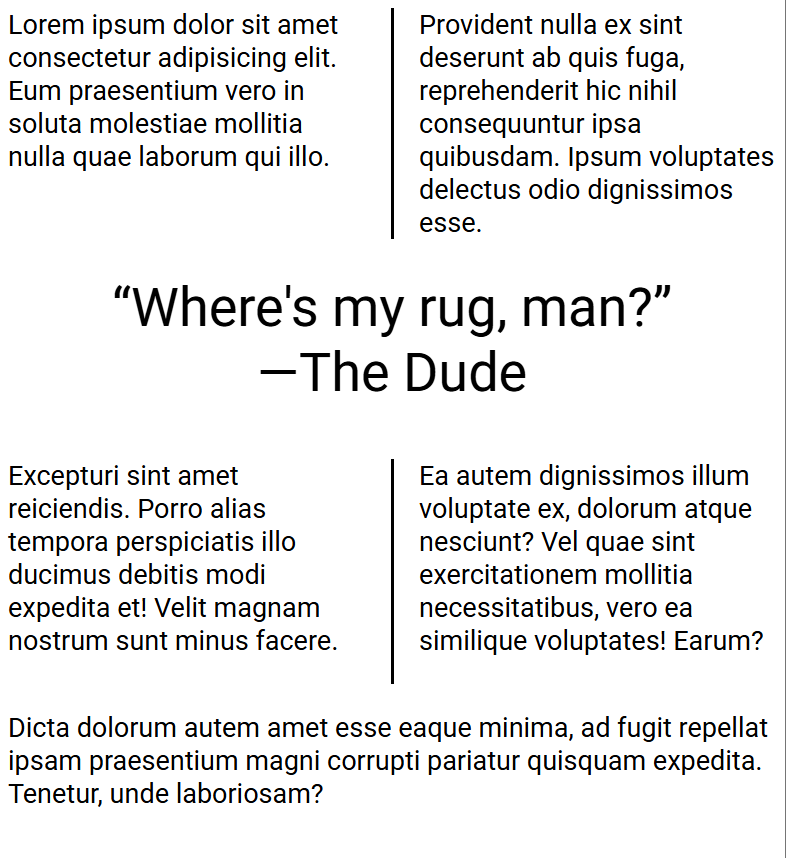 Lorem ipsum dolor sit amet
consectetur adipisicing elit.
Eum praesentium vero in
soluta molestiae mollitia
nulla quae laborum qui illo.
Provident nulla ex sint
deserunt ab quis fuga,
reprehenderit hic nihil
consequuntur ipsa
quibusdam. Ipsum voluptates
delectus odio dignissimos
esse.
“Where's my rug, man?”
—The Dude
Excepturi sint amet
reiciendis. Porro alias
tempora perspiciatis illo
ducimus debitis modi
expedita et! Velit magnam
nostrum sunt minus facere.
Ea autem dignissimos illum
voluptate ex, dolorum atque
nesciunt? Vel quae sint
exercitationem mollitia
necessitatibus, vero ea
similique voluptates! Earum?
Dicta dolorum autem amet esse eaque minima, ad fugit repellat
ipsam praesentium magni corrupti pariatur quisquam expedita.
Tenetur, unde laboriosam?